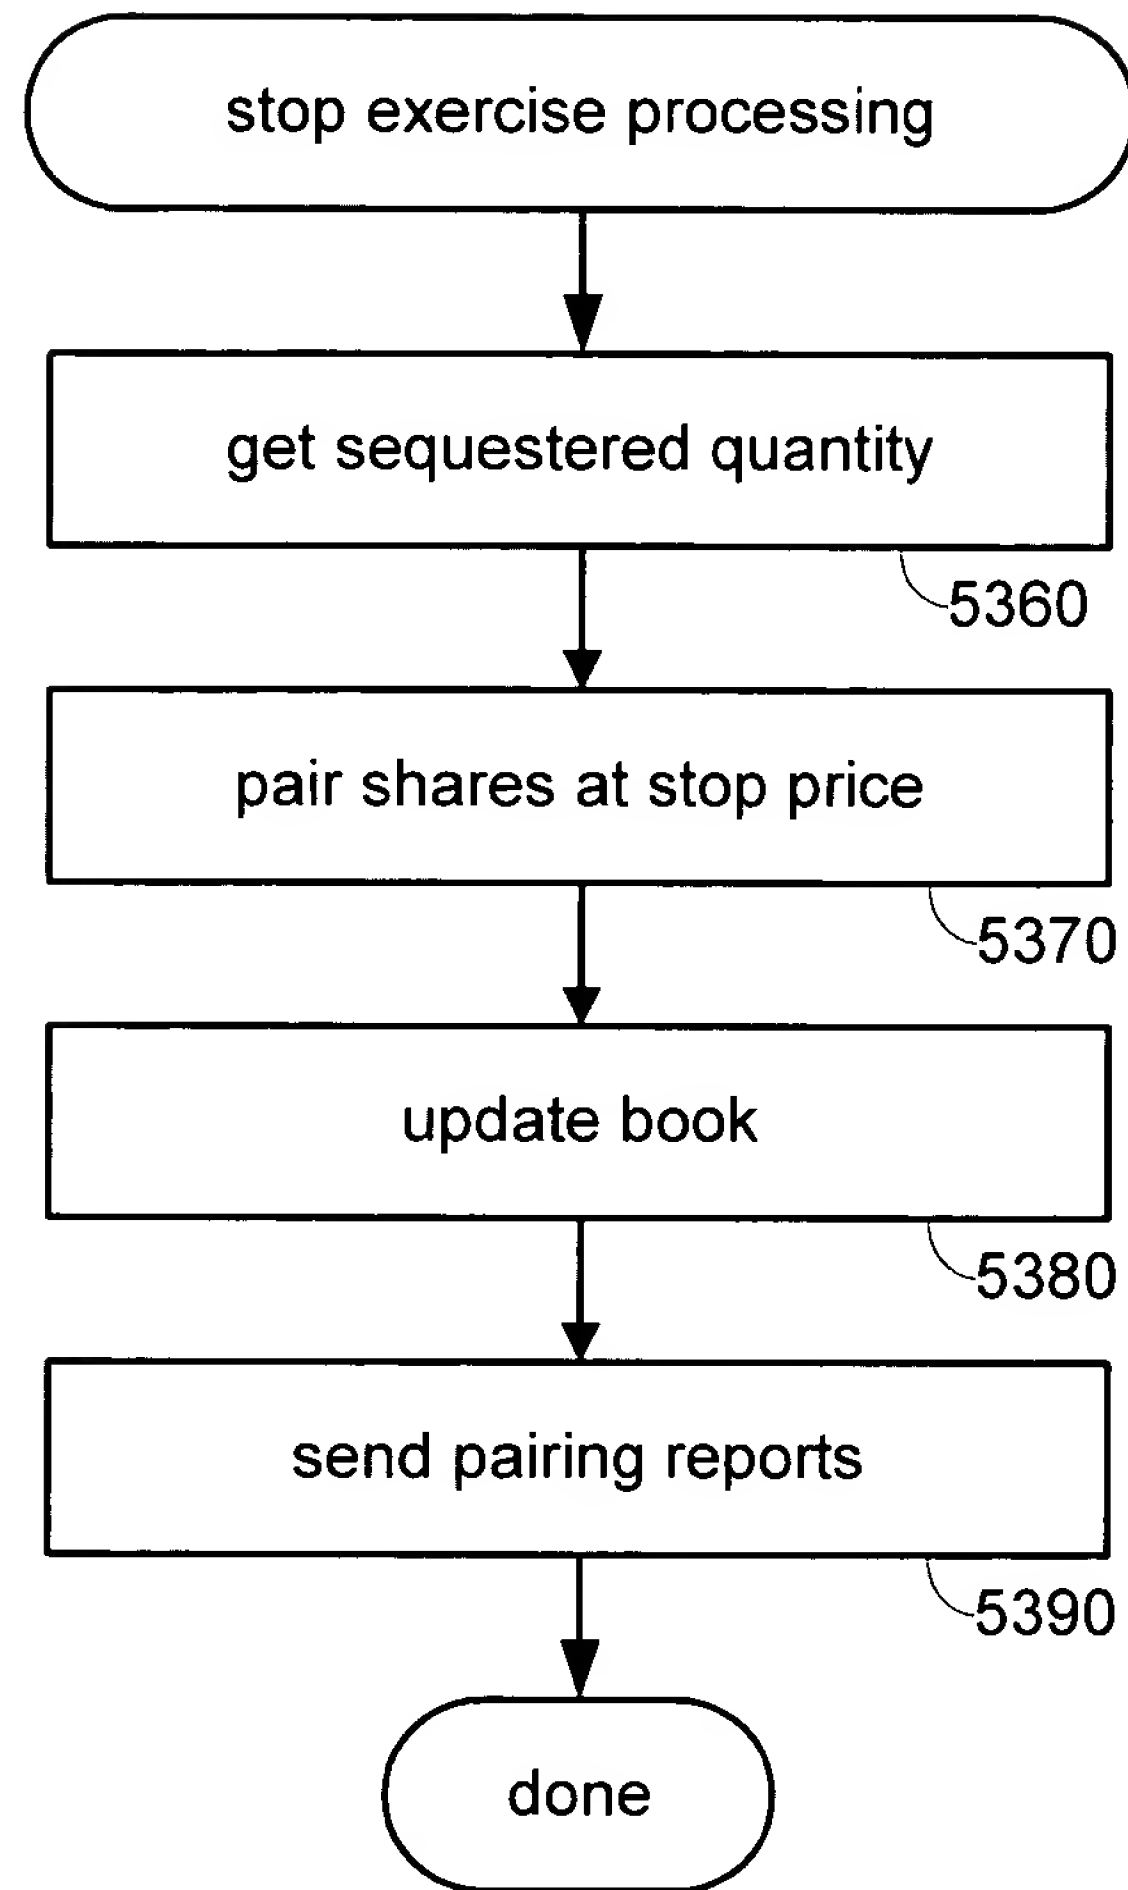 stop exercise processing
get sequestered quantity
5360
pair shares at stop price
5370
update book
5380
send pairing reports
5390
done